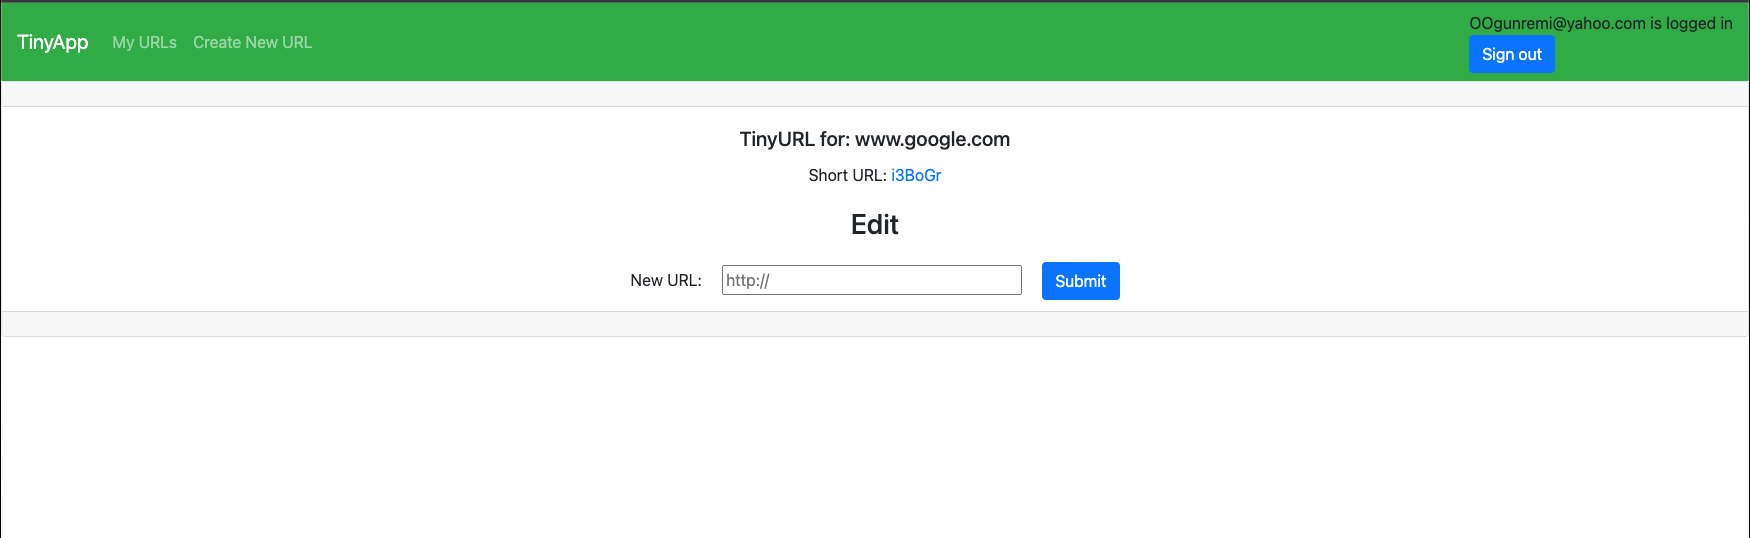 TinyApp My URLs Create New URL
OOgunremi@yahoo.com is logged in
Sign out
TinyURL for: www.google.com
Short URL: i3BoGr
Edit
New URL: http:// Submit